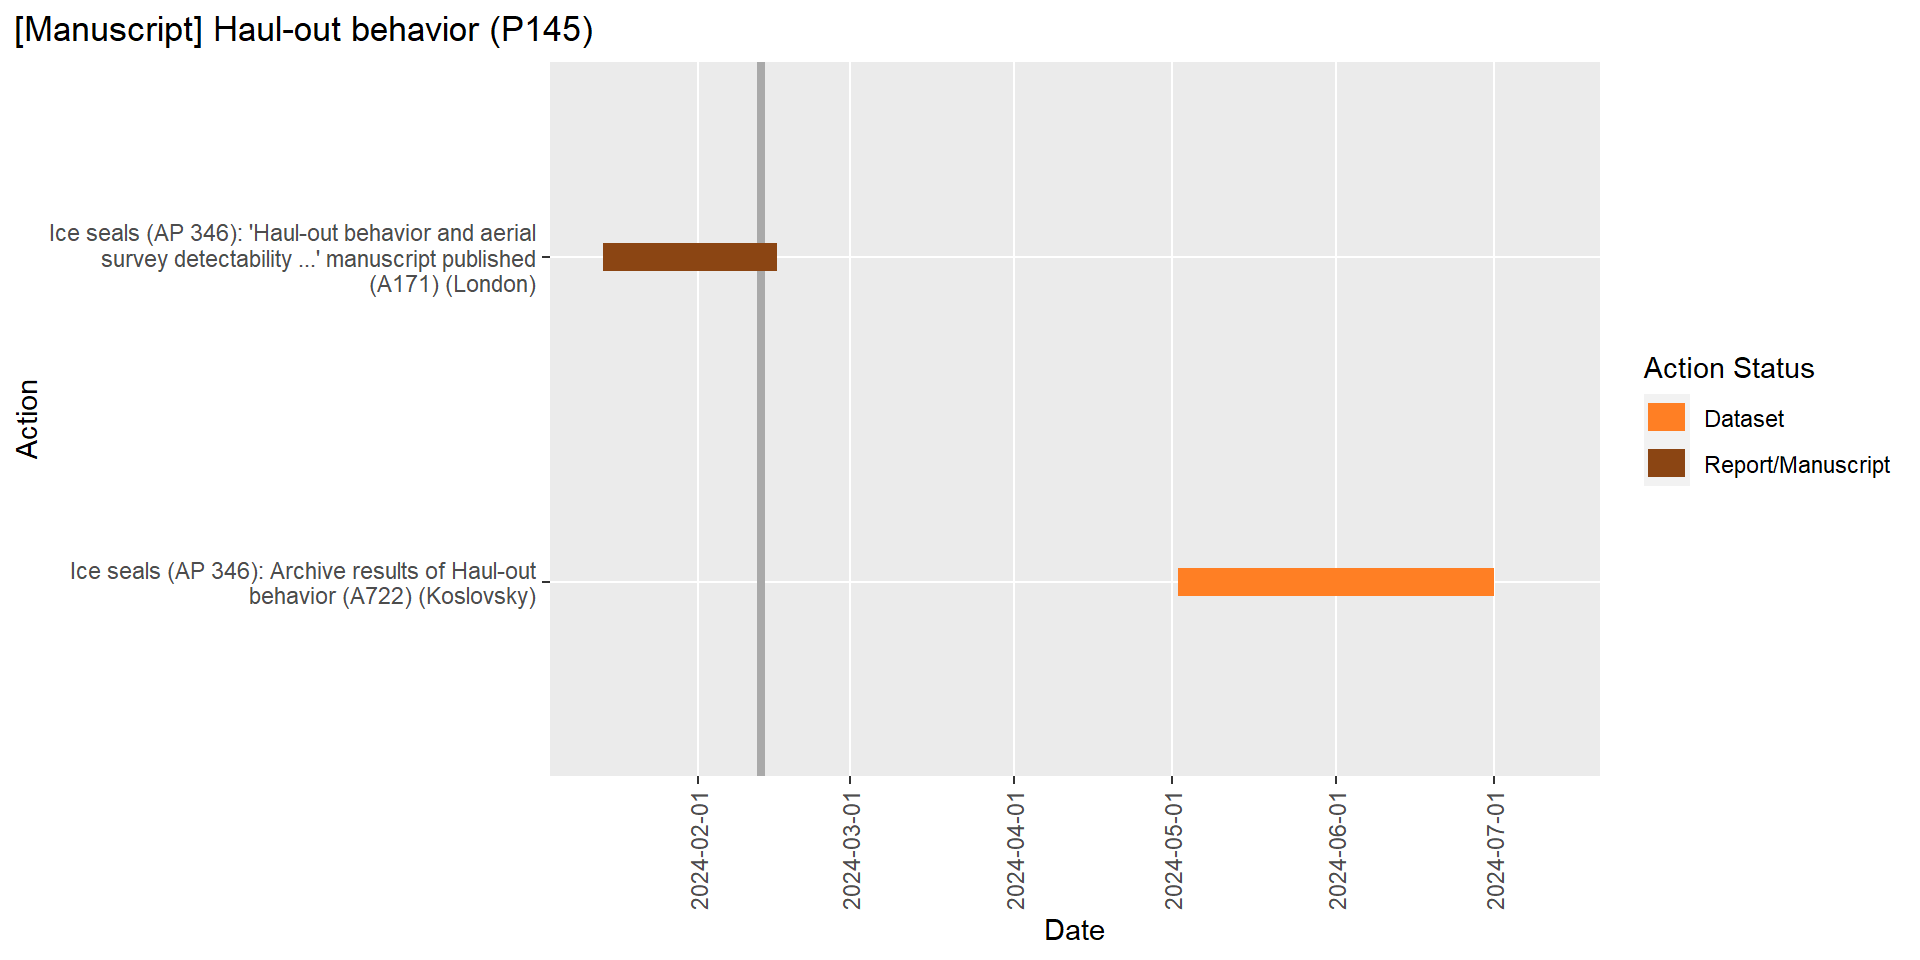 [Manuscript] Haul-out behavior (P145)
Ice seals (AP 346): 'Haul-out behavior and aerial
survey detectability ...' manuscript published
(A171) (London)
Ice seals (AP 346): Archive results of Haul-out
behavior (A722) (Koslovsky)
Action
2024-02-01
2024-03-01
2024-04-01
2024-05-01
2024-06-01
2024-07-01
Date
Action Status
Dataset
Report/Manuscript